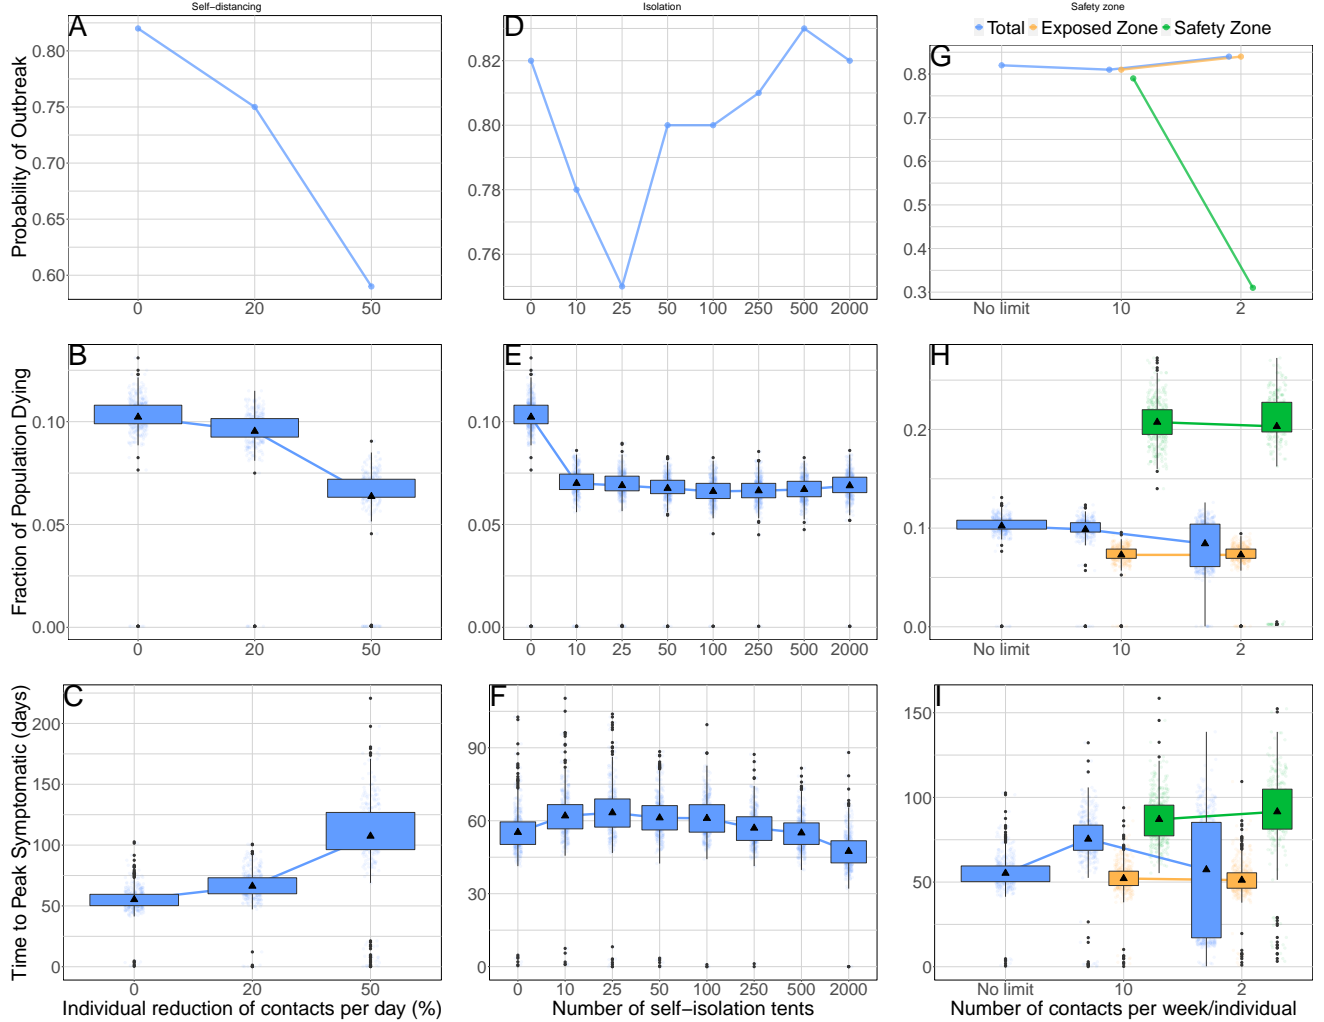 Self−distancing
Isolation
Safety zone
Total Exposed Zone Safety Zone
A
D
G
Probability of Outbreak
0.80
0.75
0.70
0.65
0.60
0 20 50
0.82
0.80
0.78
0.76
0 10 25 50 100 250 500 2000
0.8
0.7
0.6
0.5
0.4
0.3
No limit 10 2
B
E
H
Fraction of Population Dying
0.10
0.05
0.00
0 20 50
0.10
0.05
0.00
0 10 25 50 100 250 500 2000
0.2
0.1
0.0
No limit 10 2
C
F
I
Time to Peak Symptomatic (days)
200
150
100
50
0
0 20 50
Individual reduction of contacts per day (%)
90
60
30
0
0 10 25 50 100 250 500 2000
Number of self−isolation tents
150
100
50
0
No limit 10 2
Number of contacts per week/individual